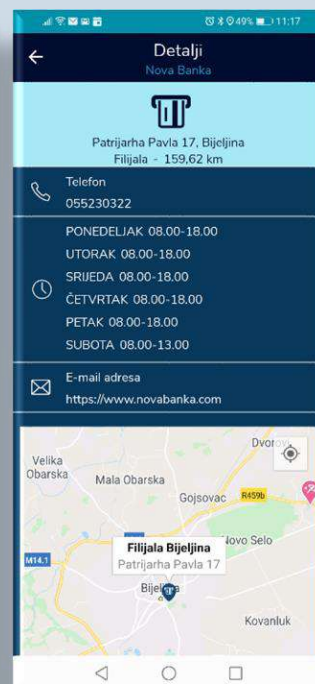 49% 11:17
Detalji
Nova Banka
Patrijarha Pavla 17, Bijeljina
Filijala - 159,62 km
Telefon
055230322
PONEDELJAK 08.00-18.00
UTORAK 08.00-18.00
SRIJEDA 08.00-18.00
ČETVRTAK 08.00-18.00
PETAK 08.00-18.00
SUBOTA 08.00-13.00
E-mail adresa
https://www.novabanka.com
Dvorovi
Velika
Obarska
Mala Obarska
Gojsovac
R459b
Novo Selo
Filijala Bijeljina
Patrijarha Pavla 17
M14.1
Bijeljina
Kovanluk